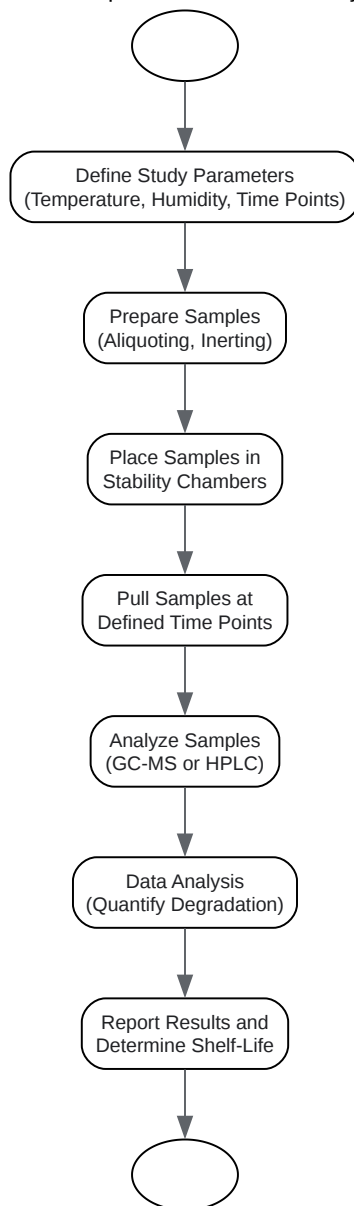 Define Study Parameters
(Temperature, Humidity, Time Points)
Prepare Samples
(Aliquoting, Inerting)
Place Samples in
Stability Chambers
Pull Samples at
Defined Time Points
Analyze Samples
(GC-MS or HPLC)
Data Analysis
(Quantify Degradation)
Report Results and
Determine Shelf-Life